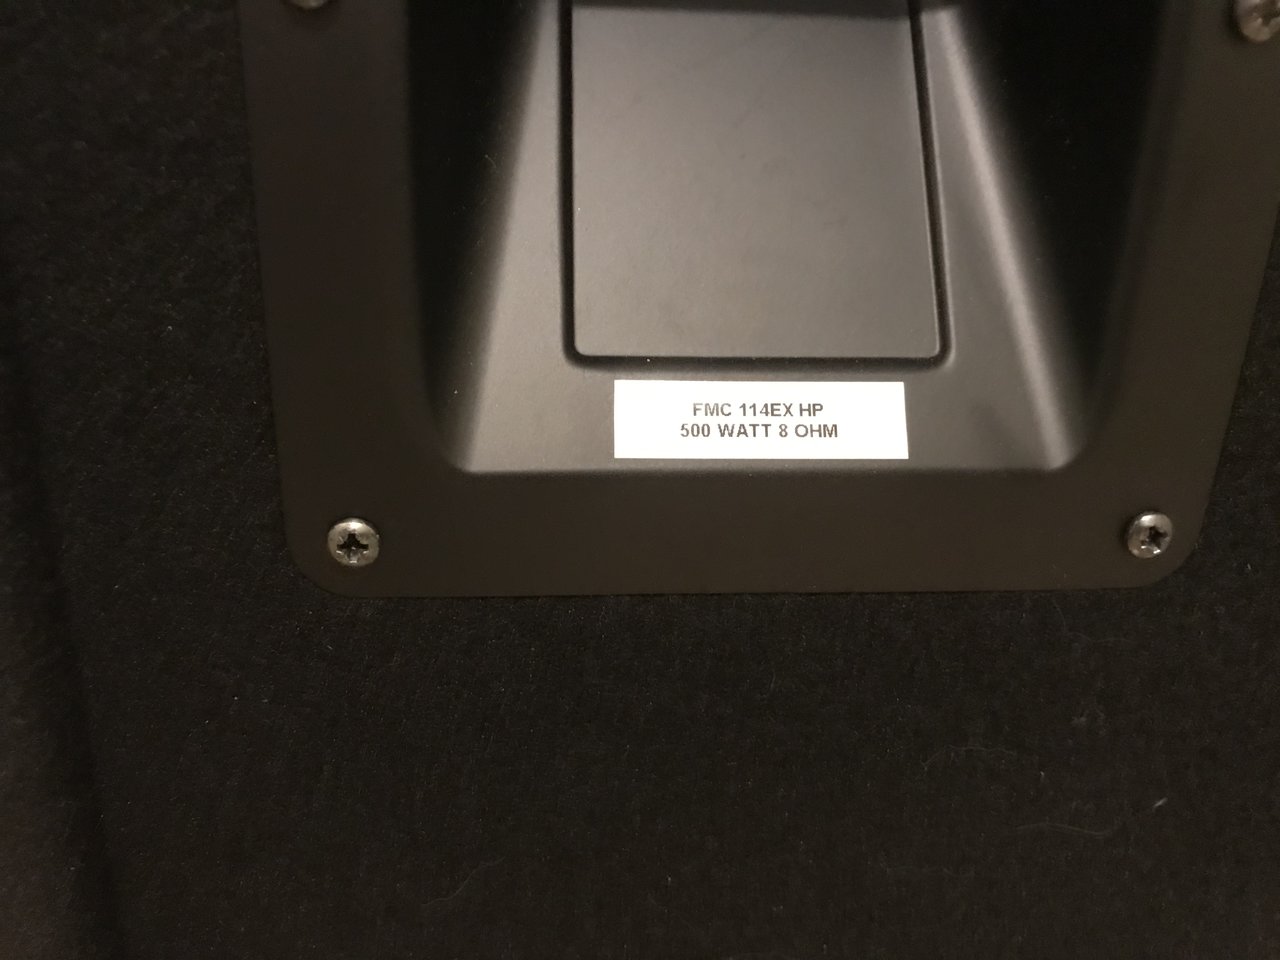 FMC 114EX HP
500 WATT 8 OHM